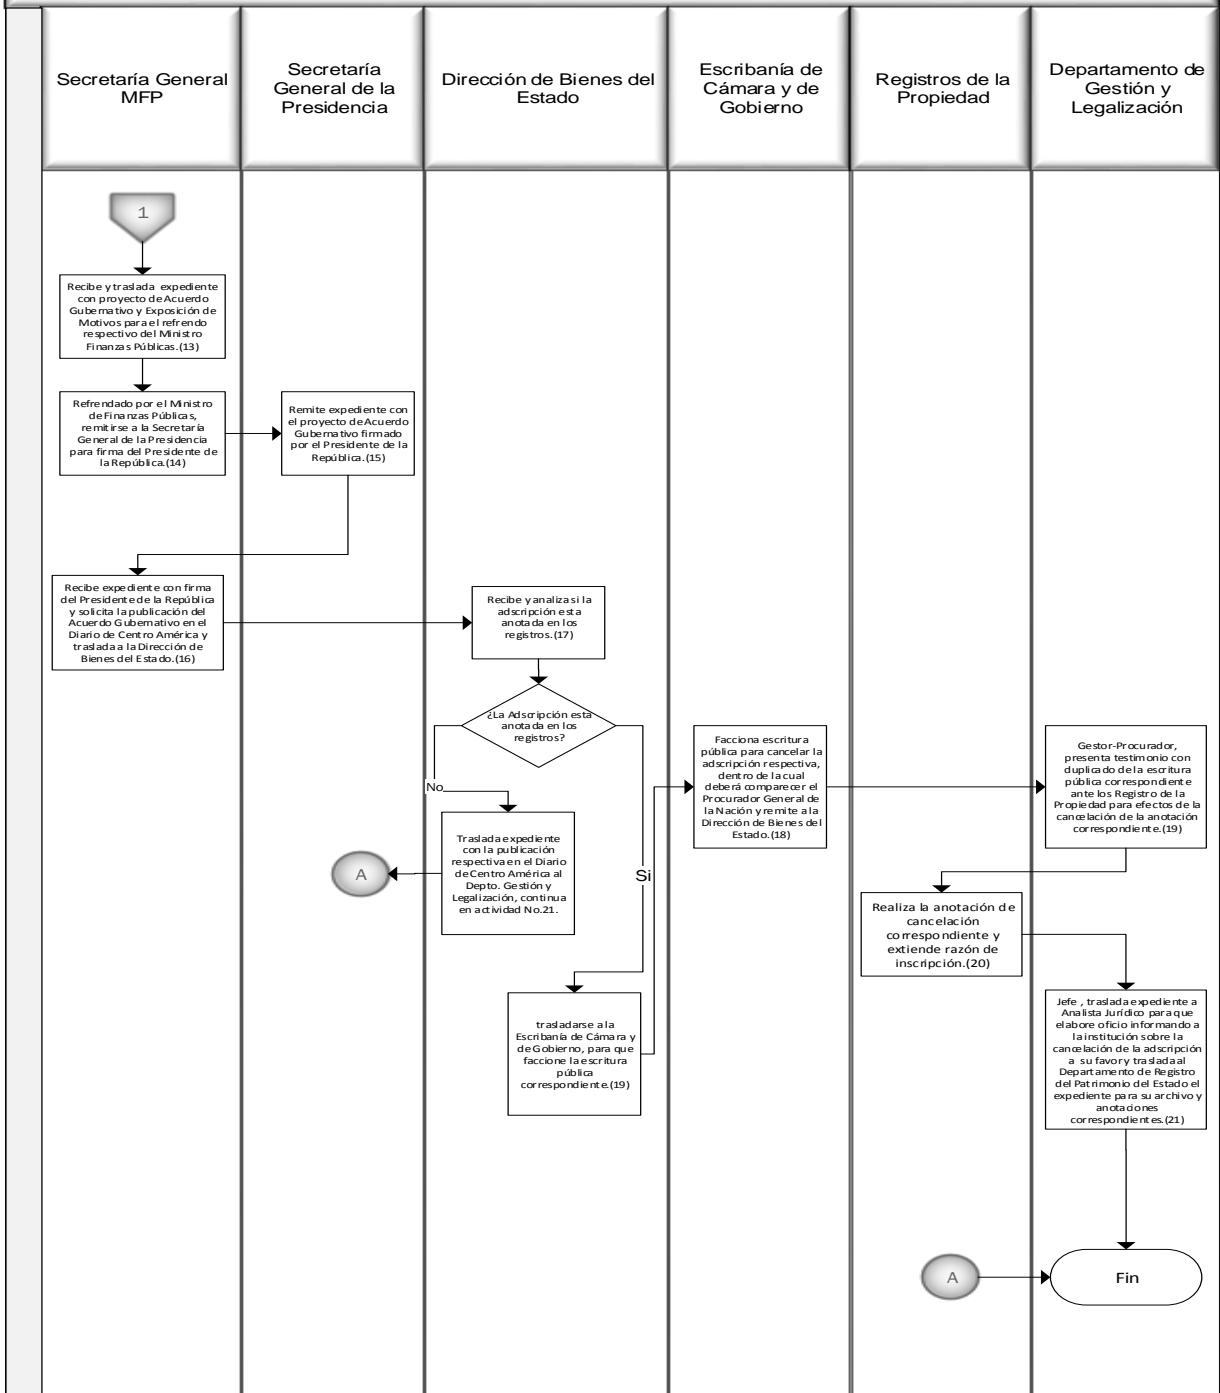 Secretaría General
MFP
Secretaría
General de la
Presidencia
Dirección de Bienes del
Estado
Escribanía de
Cámara y de
Gobierno
Registros de la
Propiedad
Departamento de
Gestión y
Legalización
1
Recibe y traslada expediente
con proyecto de Acuerdo
Gubernativo y Exposición de
Motivos para el refrendo
respectivo del Ministro
Finanzas Públicas.(13)
Refrendado por el Ministro
de Finanzas Públicas,
remitirse a la Secretaría
General de la Presidencia
para firma del Presidente de
la República.(14)
Remite expediente con
el proyecto de Acuerdo
Gubernativo firmado
por el Presidente de la
República.(15)
Recibe expediente con firma
del Presidente de la República
y solicita la publicación del
Acuerdo Gubernativo en el
Diario de Centro América y
traslada a la Dirección de
Bienes del Estado.(16)
Recibe y analiza si la
adscripción esta
anotada en los
registros.(17)
¿La Adscripción esta
anotada en los
registros?
No
Si
Traslada expediente
con la publicación
respectiva en el Diario
de Centro América al
Depto. Gestión y
Legalización, continua
en actividad No.21.
A
trasladarse a la
Escribanía de Cámara y
de Gobierno, para que
faccione la escritura
pública
correspondiente.(19)
Facciona escritura
pública para cancelar la
adscripción respectiva,
dentro de la cual
deberá comparecer el
Procurador General de
la Nación y remite a la
Dirección de Bienes del
Estado.(18)
Gestor-Procurador,
presenta testimonio con
duplicado de la escritura
pública correspondiente
ante los Registro de la
Propiedad para efectos de la
cancelación de la anotación
correspondiente.(19)
Realiza la anotación de
cancelación
correspondiente y
extiende razón de
inscripción.(20)
Jefe , traslada expediente a
Analista Jurídico para que
elabore oficio informando a
la institución sobre la
cancelación de la adscripción
a su favor y traslada al
Departamento de Registro
del Patrimonio del Estado el
expediente para su archivo y
anotaciones
correspondientes.(21)
A
Fin